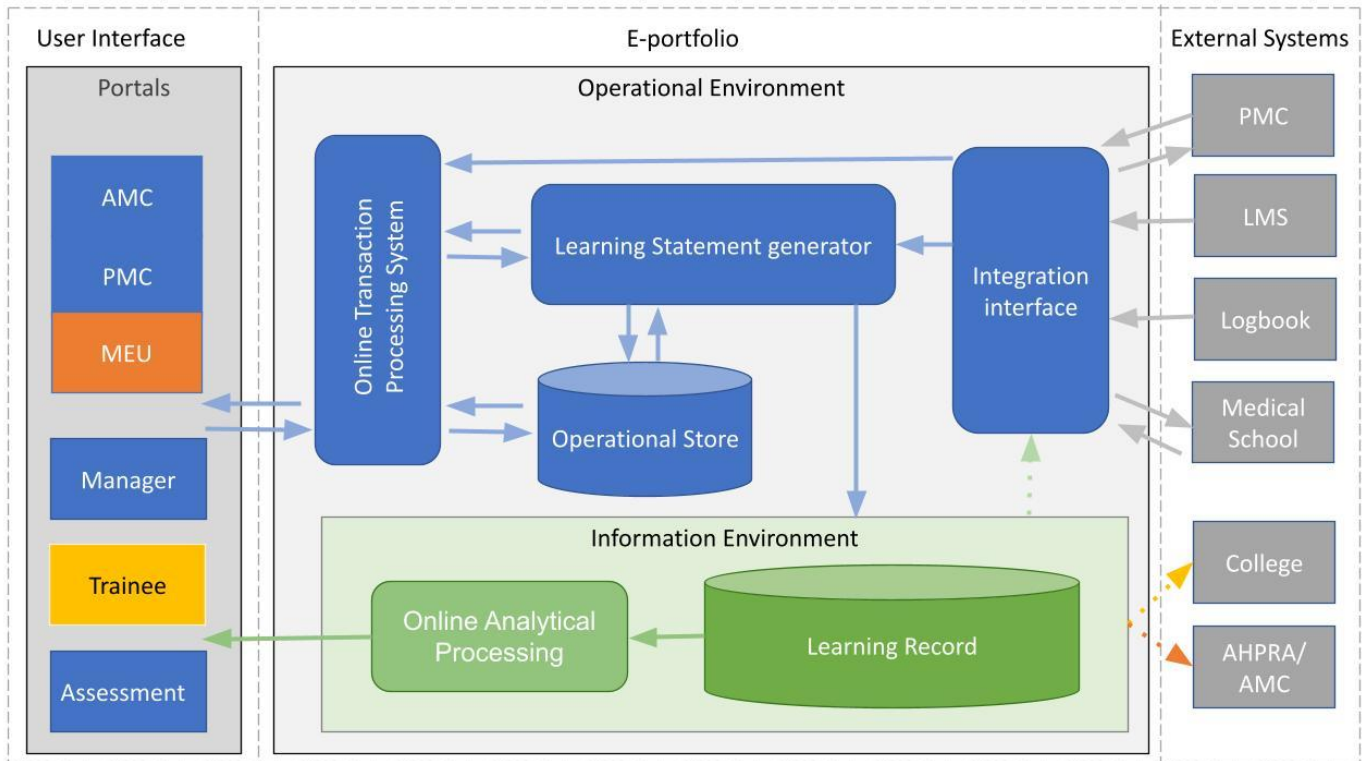 User Interface
E-portfolio
External Systems
Portals
AMC
PMC
MEU
Manager
Trainee
Assessment
Operational Environment
Online Transaction
Processing System
Learning Statement generator
Operational Store
Integration
interface
Information Environment
Online Analytical
Processing
Learning Record
PMC
LMS
Logbook
Medical
School
College
AHPRA/
AMC